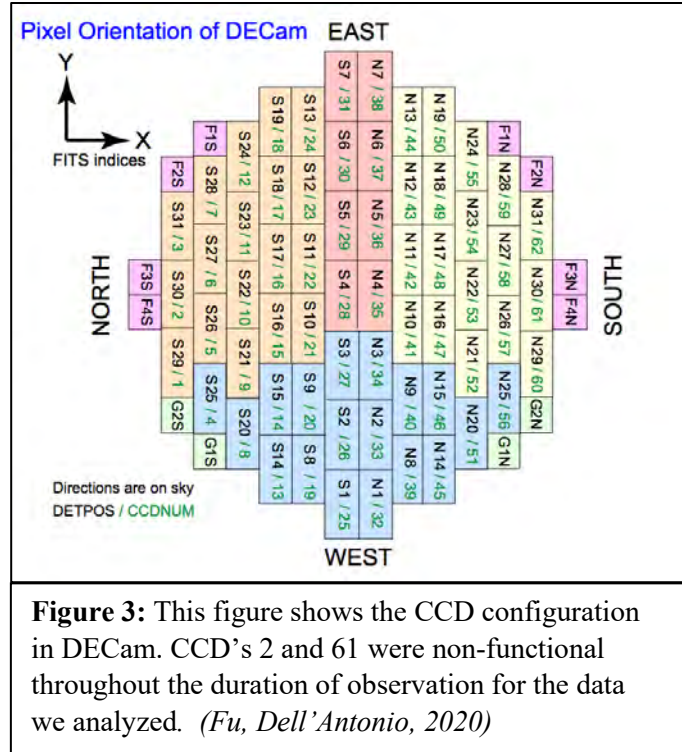 Pixel Orientation of DECam
EAST
Y
X
FITS indices
NORTH
F3S
F4S
F2S
S31 / 3
S30 / 2
S29 / 1
G2S
F1S
S28 / 7
S27 / 6
S26 / 5
S25 / 4
G1S
S24 / 12
S23 / 11
S22 / 10
S21 / 9
S20 / 8
S19 / 18
S18 / 17
S17 / 16
S16 / 15
S15 / 14
S14 / 13
S13 / 24
S12 / 23
S11 / 22
S10 / 21
S9 / 20
S8 / 19
S7 / 31
S6 / 30
S5 / 29
S4 / 28
S3 / 27
S2 / 26
S1 / 25
N7 / 38
N6 / 37
N5 / 36
N4 / 35
N3 / 34
N2 / 33
N1 / 32
N13 / 44
N12 / 43
N11 / 42
N10 / 41
N9 / 40
N8 / 39
N19 / 50
N18 / 49
N17 / 48
N16 / 47
N15 / 46
N14 / 45
N24 / 55
N23 / 54
N22 / 53
N21 / 52
N20 / 51
F1N
N28 / 59
N27 / 58
N26 / 57
N25 / 56
G1N
F2N
N31 / 62
N30 / 61
N29 / 60
G2N
F3N
F4N
SOUTH
Directions are on sky
DETPOS / CCDNUM
WEST
Figure 3: This figure shows the CCD configuration
in DECam. CCD's 2 and 61 were non-functional
throughout the duration of observation for the data
we analyzed. (Fu, Dell'Antonio, 2020)